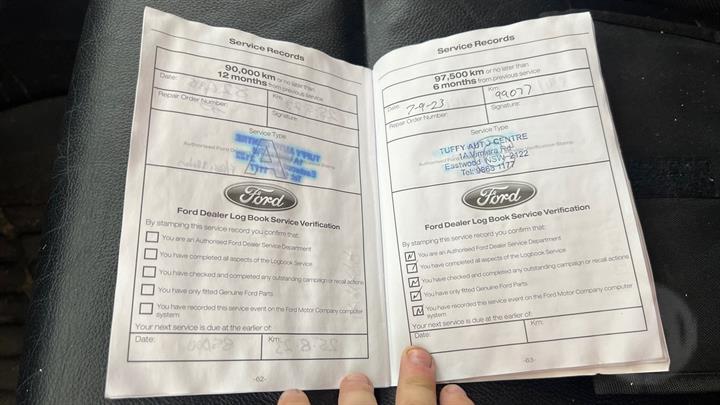 Service Records
90,000 km or no later than
12 months from previous service
Date:
Km:
Repair Order Number:
Signature:
Service Type
Ford
Ford Dealer Log Book Service Verification
By stamping this service record you confirm that:
You are an Authorised Ford Dealer Service Department
You have completed all aspects of the Logbook Service
You have checked and completed any outstanding campaign or recall actions
You have only fitted Genuine Ford Parts
You have recorded this service event on the Ford Motor Company computer
system
Your next service is due at the earlier of:
Date:
Km:
-62-
Service Records
97,500 km or no later than
6 months from previous service
Date: 7-9-23
Km: 99077
Repair Order Number:
Signature:
Service Type
TUFFY AUTO CENTRE
1A Vimiera Rd
Eastwood NSW 2122
Tel: 9863 1177
Ford
Ford Dealer Log Book Service Verification
By stamping this service record you confirm that:
You are an Authorised Ford Dealer Service Department
You have completed all aspects of the Logbook Service
You have checked and completed any outstanding campaign or recall actions
You have only fitted Genuine Ford Parts
You have recorded this service event on the Ford Motor Company computer
system
Your next service is due at the earlier of:
Date:
Km:
-63-